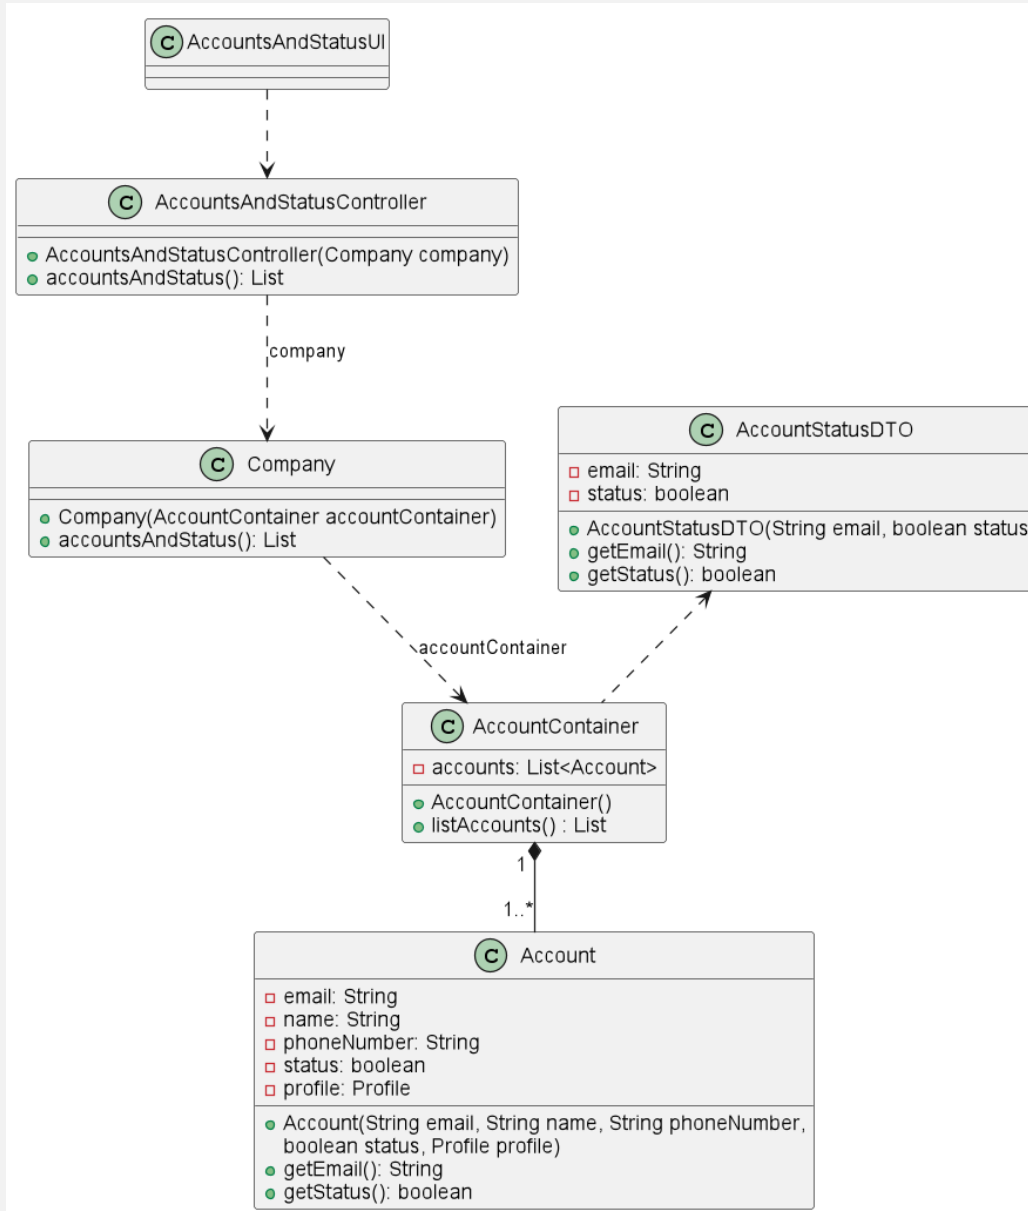 C AccountsAndStatusUI
C AccountsAndStatusController
AccountsAndStatusController(Company company)
accountsAndStatus(): List
company
C Company
Company(AccountContainer accountContainer)
accountsAndStatus(): List
C AccountStatusDTO
email: String
status: boolean
AccountStatusDTO(String email, boolean status
getEmail(): String
getStatus(): boolean
accountContainer
C AccountContainer
accounts: List<Account>
AccountContainer()
listAccounts() : List
1
1..*
C Account
email: String
name: String
phoneNumber: String
status: boolean
profile: Profile
Account(String email, String name, String phoneNumber,
boolean status, Profile profile)
getEmail(): String
getStatus(): boolean